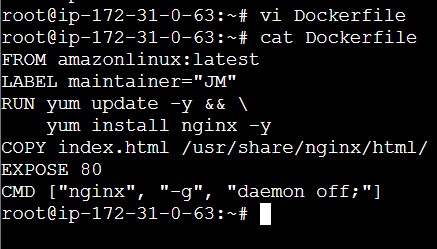 root@ip-172-31-0-63:~# vi Dockerfile
root@ip-172-31-0-63:~# cat Dockerfile
FROM amazonlinux:latest
LABEL maintainer="JM"
RUN yum update -y && \
    yum install nginx -y
COPY index.html /usr/share/nginx/html/
EXPOSE 80
CMD ["nginx", "-g", "daemon off;"]
root@ip-172-31-0-63:~#